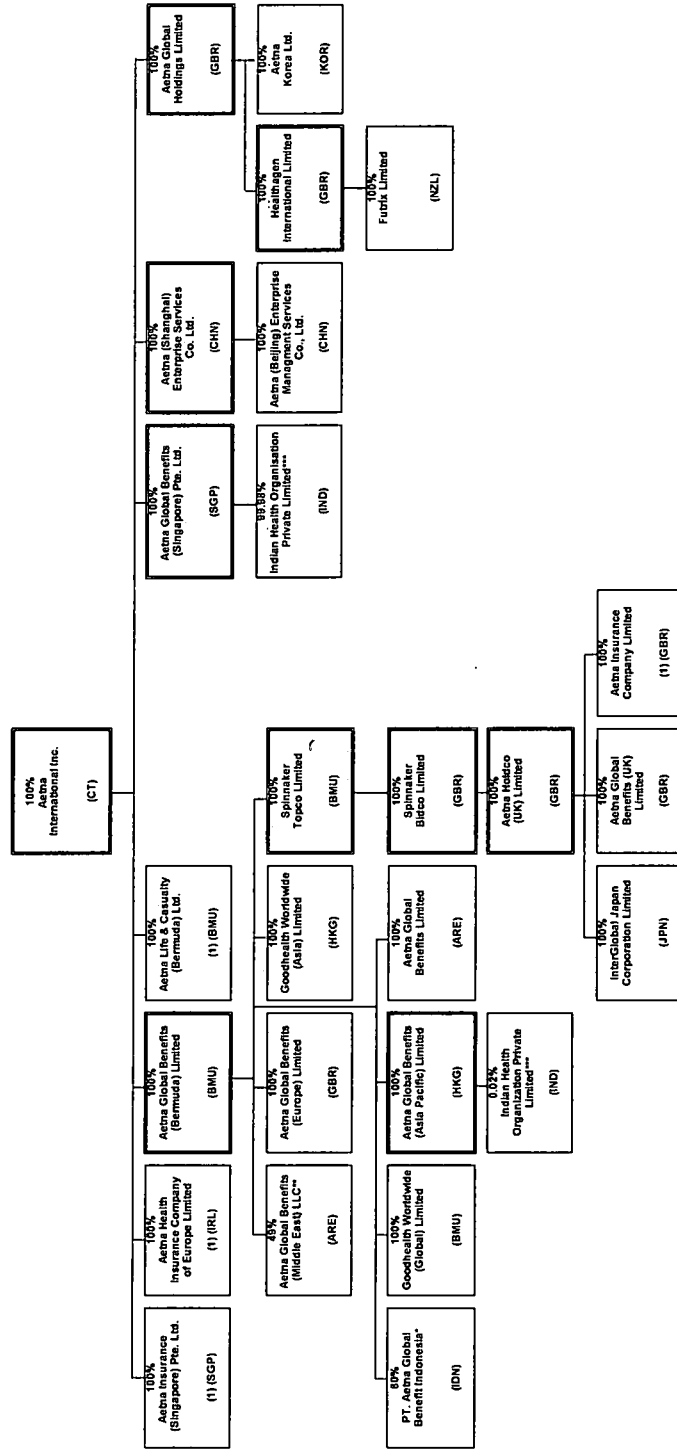 100%
Aetna
International Inc.
(CT)
100%
Aetna Insurance
(Singapore) Pte. Ltd.
(1) (SGP)
100%
Aetna Health
Insurance Company
of Europe Limited
(1) (IRL)
100%
Aetna Global Benefits
(Bermuda) Limited
(BMU)
100%
Aetna Life & Casualty
(Bermuda) Ltd.
(1) (BMU)
100%
Aetna Global Benefits
(Singapore) Pte. Ltd.
(SGP)
100%
Aetna (Shanghai)
Enterprise Services
Co. Ltd.
(CHN)
100%
Aetna Global
Holdings Limited
(GBR)
49%
Aetna Global Benefits
(Middle East) LLC**
(ARE)
100%
Aetna Global Benefits
(Europe) Limited
(GBR)
100%
Goodhealth Worldwide
(Asia) Limited
(HKG)
100%
Spinnaker
Topco Limited
(BMU)
99.98%
Indian Health Organisation
Private Limited***
(IND)
100%
Aetna (Beijing) Enterprise
Managment Services
Co., Ltd.
(CHN)
100%
Healthagen
International Limited
(GBR)
100%
Aetna
Korea Ltd.
(KOR)
80%
PT. Aetna Global
Benefit Indonesia*
(IDN)
100%
Goodhealth Worldwide
(Global) Limited
(BMU)
100%
Aetna Global Benefits
(Asia Pacific) Limited
(HKG)
100%
Aetna Global
Benefits Limited
(ARE)
100%
Spinnaker
Bidco Limited
(GBR)
100%
Futrix Limited
(NZL)
0.02%
Indian Health
Organization Private
Limited***
(IND)
100%
Aetna Holdco
(UK) Limited
(GBR)
100%
InterGlobal Japan
Corporation Limited
(JPN)
100%
Aetna Global
Benefits (UK)
Limited
(GBR)
100%
Aetna Insurance
Company Limited
(1) (GBR)